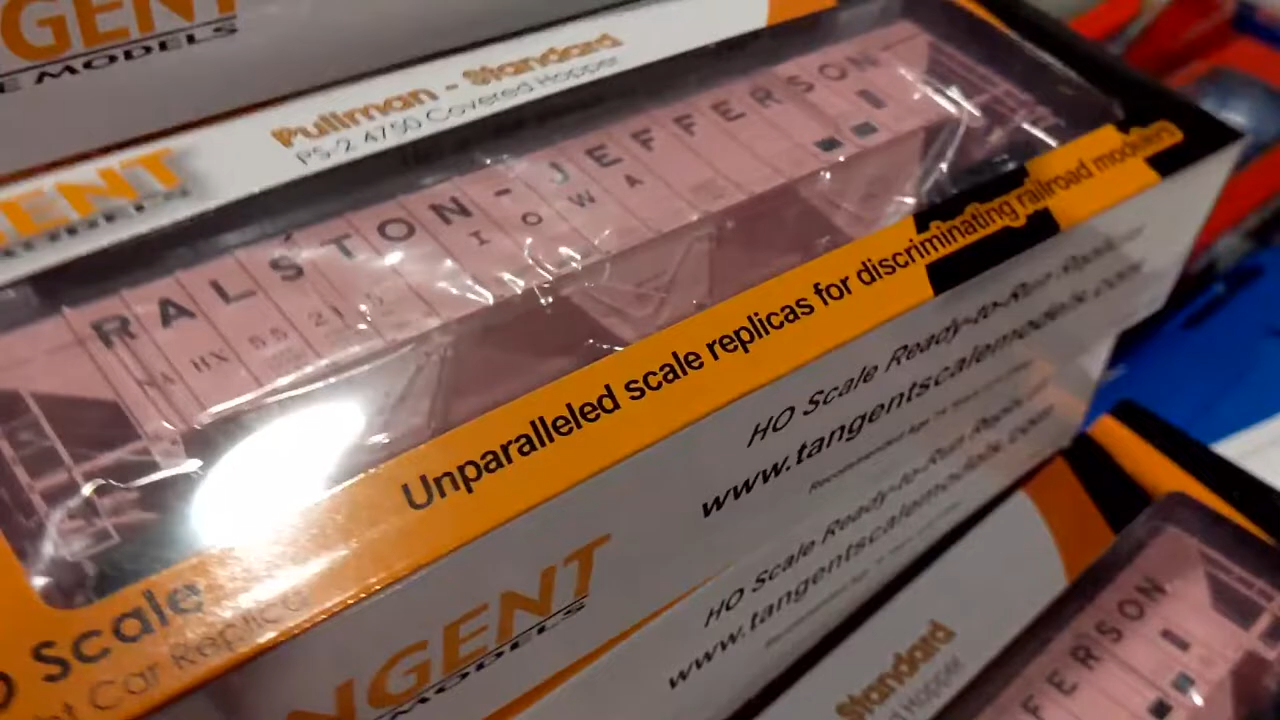 GENT
E MODELS
Pullman - Standard
PS-2 4750 Covered Hopper
ENT
RALSTON - JEFFERSON
IOWA
Unparalleled scale replicas for discriminating railroad modelers
HO Scale Ready-to-Run
www.tangentscalemodels.com
O Scale
Car Replica
NGENT
MODELS
HO Scale Ready-to-Run
www.tangentscalemodels.com
Standard
Hopper
FERSON